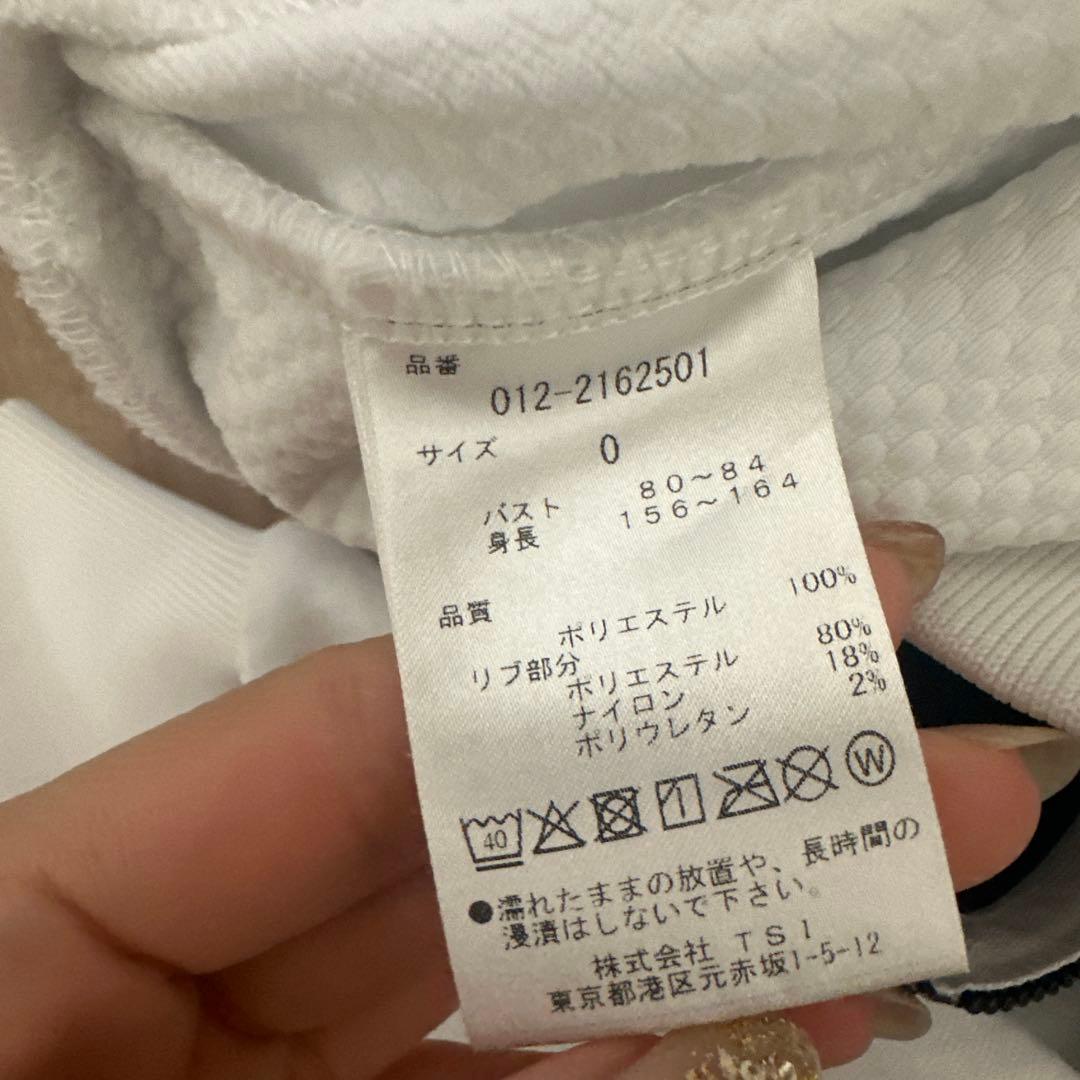 品番
012-2162501
サイズ 0
バスト 80～84
身長 156～164
品質
ポリエステル 100%
リブ部分
ポリエステル 80%
ナイロン 18%
ポリウレタン 2%
40 W
●濡れたままの放置や、長時間の
浸漬はしないで下さい。
株式会社 TSI
東京都港区元赤坂1-5-12